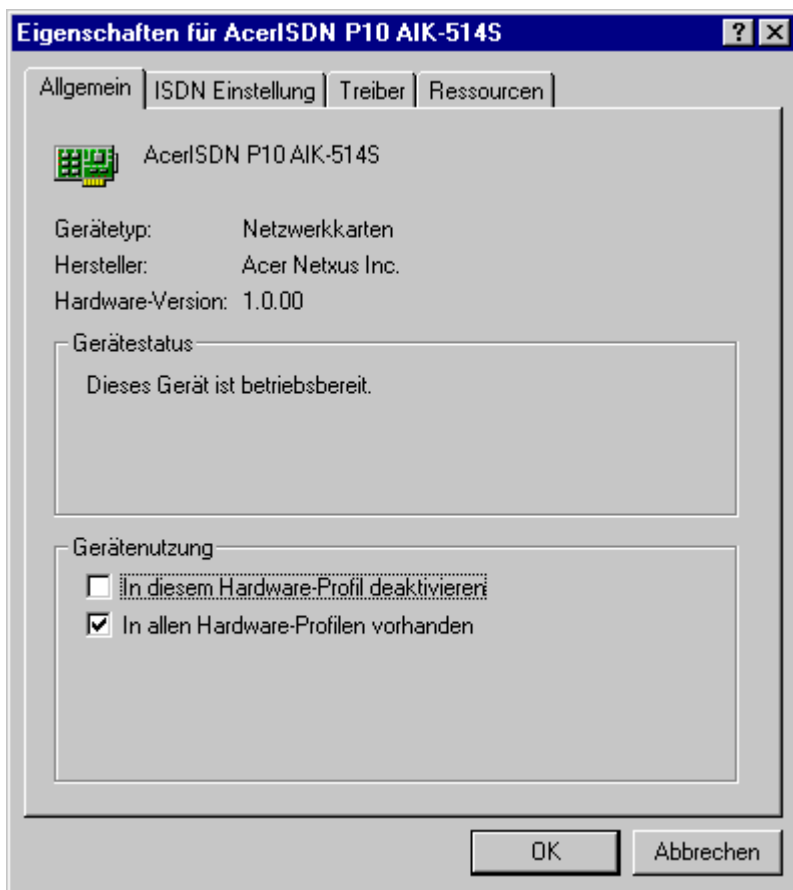 Eigenschaften für AcerISDN P10 AIK-514S
Allgemein
ISDN Einstellung
Treiber
Ressourcen
AcerISDN P10 AIK-514S
Gerätetyp: Netzwerkkarten
Hersteller: Acer Netxus Inc.
Hardware-Version: 1.0.00
Gerätestatus
Dieses Gerät ist betriebsbereit.
Gerätenutzung
In diesem Hardware-Profil deaktivieren
In allen Hardware-Profilen vorhanden
OK
Abbrechen